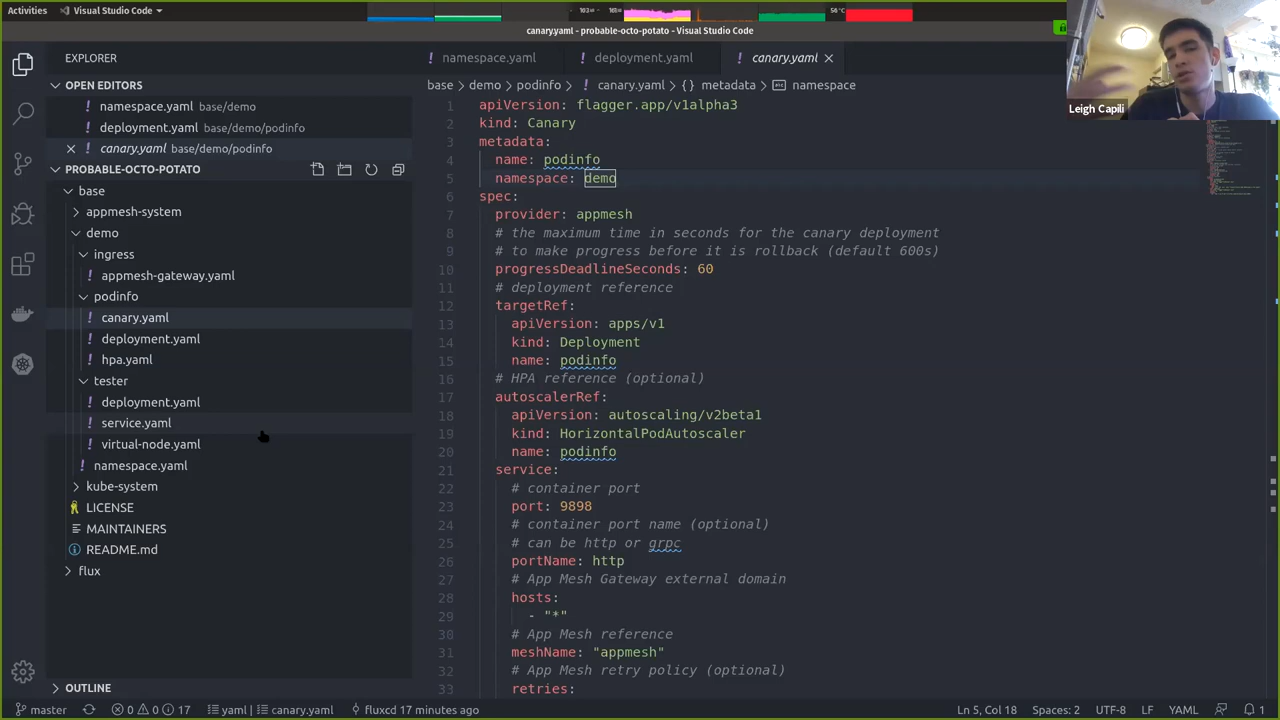 Activities
Visual Studio Code
56°C
canary.yaml - probable-octo-potato - Visual Studio Code
Leigh Capili
EXPLORER
OPEN EDITORS
namespace.yaml base/demo
deployment.yaml base/demo/podinfo
canary.yaml base/demo/podinfo
PROBABLE-OCTO-POTATO
base
appmesh-system
demo
ingress
! appmesh-gateway.yaml
podinfo
! canary.yaml
! deployment.yaml
! hpa.yaml
tester
! deployment.yaml
! service.yaml
! virtual-node.yaml
! namespace.yaml
kube-system
LICENSE
MAINTAINERS
README.md
flux
OUTLINE
! namespace.yaml
! deployment.yaml
! canary.yaml
base > demo > podinfo > ! canary.yaml > {} metadata > namespace
1 apiVersion: flagger.app/v1alpha3
2 kind: Canary
3 metadata:
4 name: podinfo
5 namespace: demo
6 spec:
7 provider: appmesh
8 # the maximum time in seconds for the canary deployment
9 # to make progress before it is rollback (default 600s)
10 progressDeadlineSeconds: 60
11 # deployment reference
12 targetRef:
13 apiVersion: apps/v1
14 kind: Deployment
15 name: podinfo
16 # HPA reference (optional)
17 autoscalerRef:
18 apiVersion: autoscaling/v2beta1
19 kind: HorizontalPodAutoscaler
20 name: podinfo
21 service:
22 # container port
23 port: 9898
24 # container port name (optional)
25 # can be http or grpc
26 portName: http
27 # App Mesh Gateway external domain
28 hosts:
29 - "*"
30 # App Mesh reference
31 meshName: "appmesh"
32 # App Mesh retry policy (optional)
33 retries:
master 0 0 17 yaml | canary.yaml fluxcd 17 minutes ago Ln 5, Col 18 Spaces: 2 UTF-8 LF YAML 1